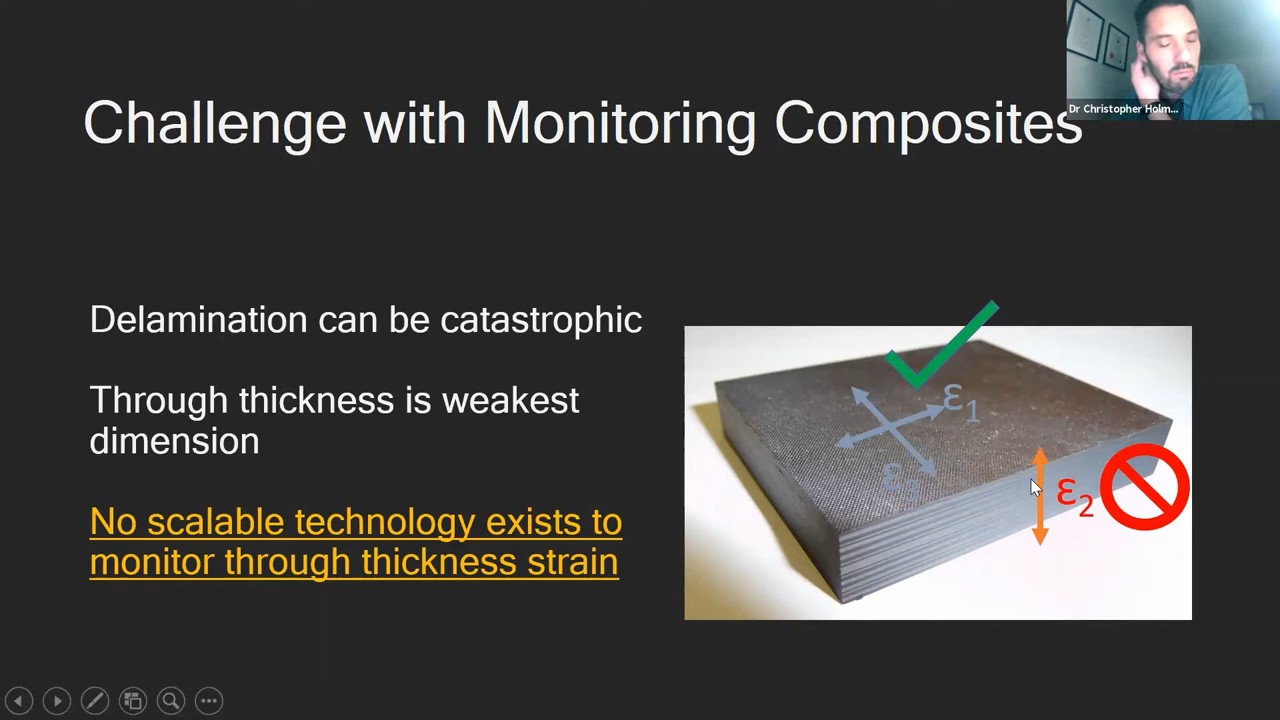 Challenge with Monitoring Composites
Dr Christopher Holm...
Delamination can be catastrophic
Through thickness is weakest
dimension
No scalable technology exists to
monitor through thickness strain
ε1
ε3
ε2